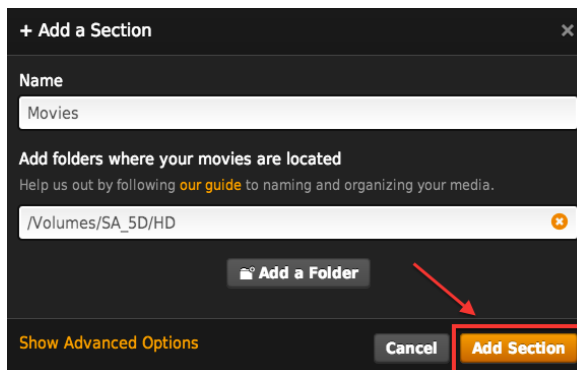 + Add a Section
Name
Movies
Add folders where your movies are located
Help us out by following our guide to naming and organizing your media.
/Volumes/SA_5D/HD
Add a Folder
Show Advanced Options
Cancel
Add Section